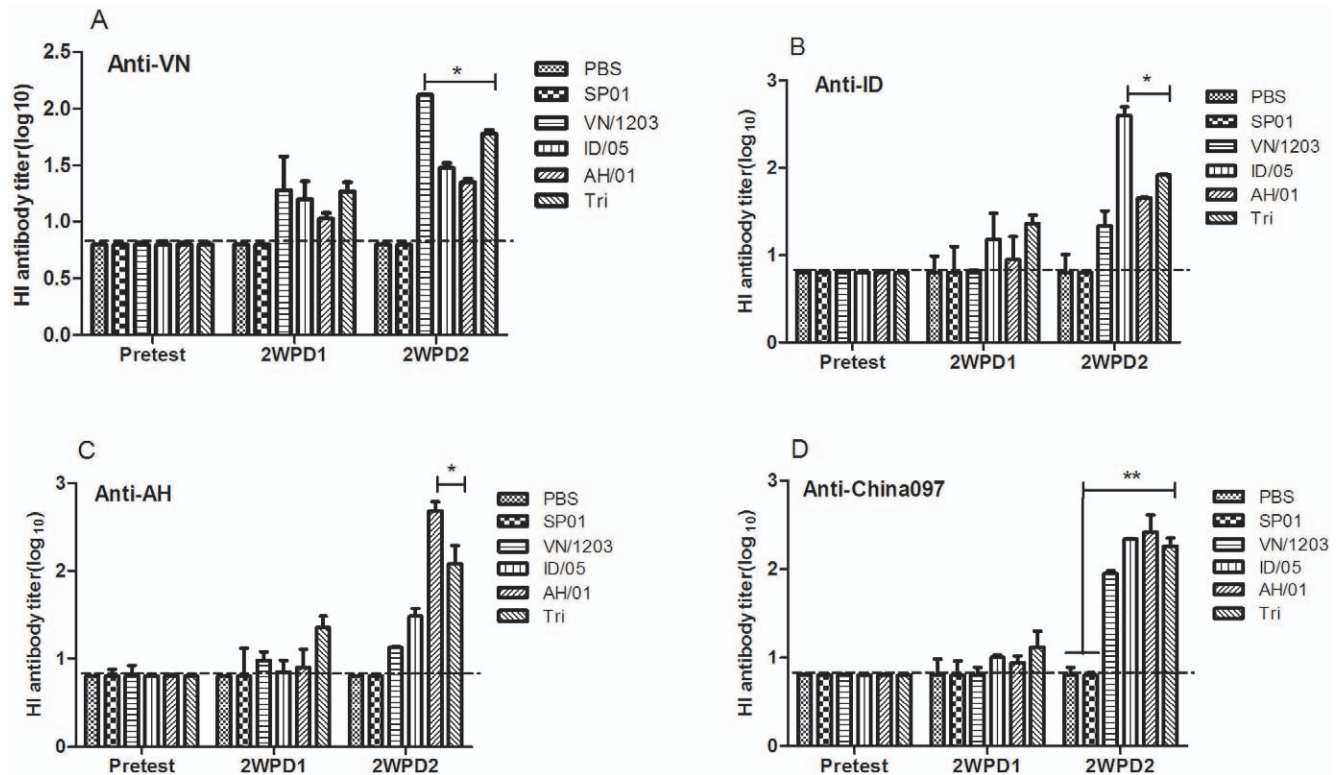 A
Anti-VN
HI antibody titer(log10)
2.5
2.0
1.5
1.0
0.5
0.0
Pretest 2WPD1 2WPD2
*
PBS
SP01
VN/1203
ID/05
AH/01
Tri
B
Anti-ID
HI antibody titer(log10)
3
2
1
0
Pretest 2WPD1 2WPD2
*
PBS
SP01
VN/1203
ID/05
AH/01
Tri
C
Anti-AH
HI antibody titer(log10)
3
2
1
0
Pretest 2WPD1 2WPD2
*
PBS
SP01
VN/1203
ID/05
AH/01
Tri
D
Anti-China097
HI antibody titer(log10)
3
2
1
0
Pretest 2WPD1 2WPD2
**
PBS
SP01
VN/1203
ID/05
AH/01
Tri